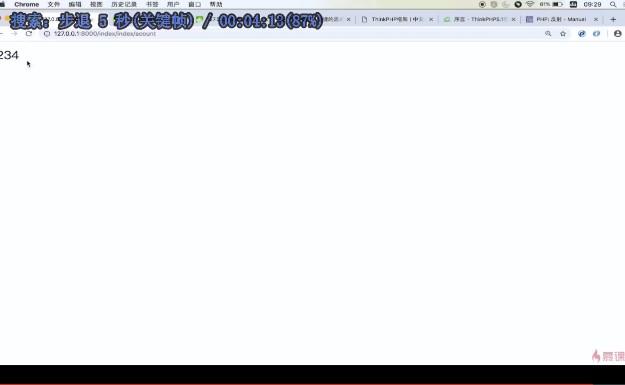 Chrome 文件 编辑 视图 历史记录 书签 用户 窗口 帮助 61% 09:29
搜索: 步退 5 秒(关键帧) / 00:04:13(87%)
ThinkPHP框架 | 中文 × 序言 - ThinkPHP5.1 × PHP: 反射 - Manual × +
127.0.0.1:8000/index/index/acount
234
慕课